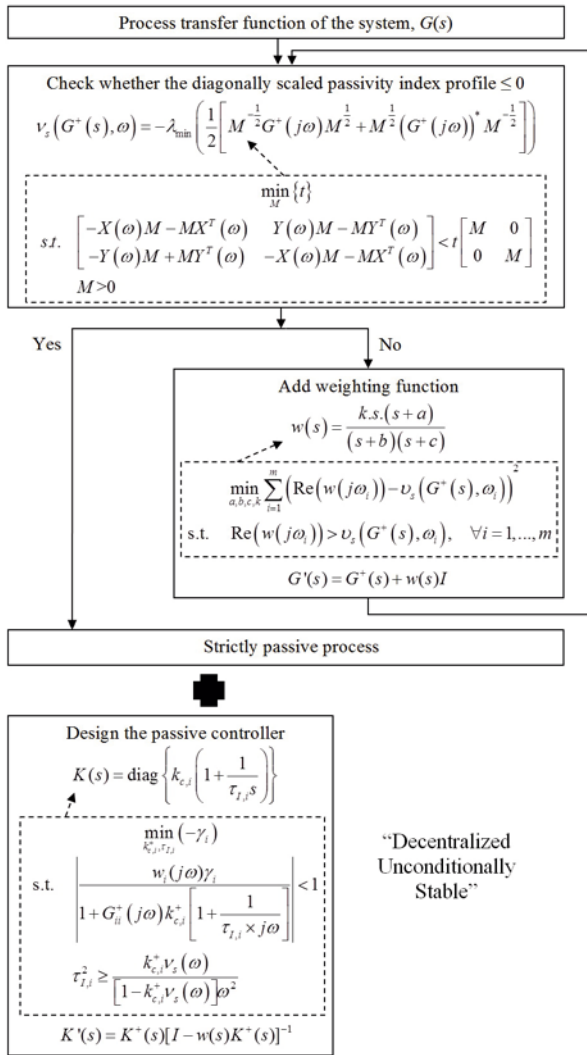 Process transfer function of the system, G(s)
Check whether the diagonally scaled passivity index profile ≤ 0
ν_s(G⁺(s),ω) = −λ_min(1/2[M^{-1/2}G⁺(jω)M^{1/2} + M^{1/2}(G⁺(jω))^* M^{-1/2}])
min_M {t}
s.t. [−X(ω)M − MX^T(ω) Y(ω)M − MY^T(ω)
−Y(ω)M + MY^T(ω) −X(ω)M − MX^T(ω)] < t[M 0
0 M]
M > 0
Yes
No
Add weighting function
w(s) = k.s.(s+a) / (s+b)(s+c)
min_{a,b,c,k} ∑_{i=1}^{m} (Re(w(jω_i)) − υ_s(G⁺(s),ω_i))²
s.t. Re(w(jω_i)) > υ_s(G⁺(s),ω_i), ∀i = 1,...,m
G'(s) = G⁺(s) + w(s)I
Strictly passive process
Design the passive controller
K(s) = diag{k_{c,i}(1 + 1/(τ_{I,i}s))}
min_{k⁺_{c,i},τ_{I,i}} (−γ_i)
s.t. |w_i(jω)γ_i / (1 + G⁺_{ii}(jω)k⁺_{c,i}[1 + 1/(τ_{I,i} × jω)])| < 1
τ²_{I,i} ≥ k⁺_{c,i}ν_s(ω) / ([1 − k⁺_{c,i}ν_s(ω)]ω²)
K'(s) = K⁺(s)[I − w(s)K⁺(s)]⁻¹
“Decentralized
Unconditionally
Stable”